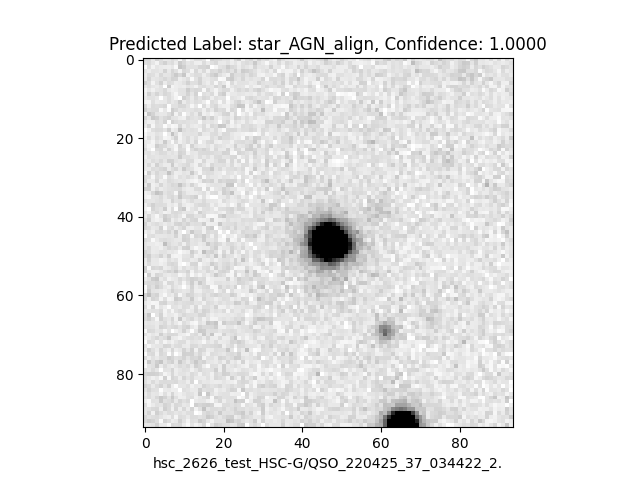 Predicted Label: star_AGN_align, Confidence: 1.0000
0
20
40
60
80
0 20 40 60 80
hsc_2626_test_HSC-G/QSO_220425_37_034422_2.